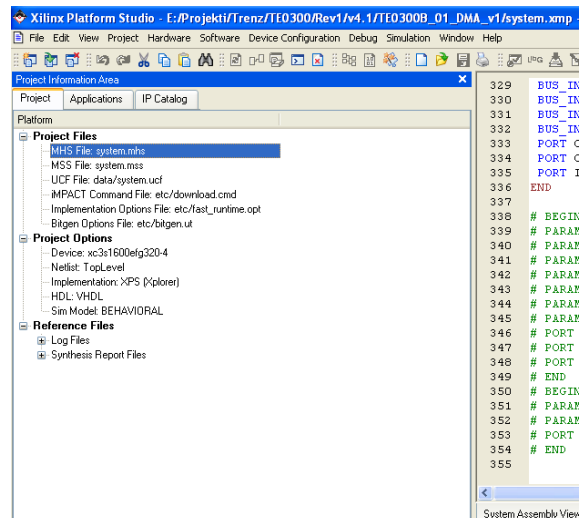 Xilinx Platform Studio - E:/Projekti/Trenz/TE0300/Rev1/v4.1/TE0300B_01_DMA_v1/system.xmp -
File Edit View Project Hardware Software Device Configuration Debug Simulation Window Help
Project Information Area
Project Applications IP Catalog
Platform
Project Files
MHS File: system.mhs
MSS File: system.mss
UCF File: data/system.ucf
iMPACT Command File: etc/download.cmd
Implementation Options File: etc/fast_runtime.opt
Bitgen Options File: etc/bitgen.ut
Project Options
Device: xc3s1600efg320-4
Netlist: TopLevel
Implementation: XPS (Xplorer)
HDL: VHDL
Sim Model: BEHAVIORAL
Reference Files
Log Files
Synthesis Report Files
329 BUS_IN
330 BUS_IN
331 BUS_IN
332 BUS_IN
333 PORT
334 PORT
335 PORT I
336 END
337
338 # BEGIN
339 # PARAM
340 # PARAM
341 # PARAM
342 # PARAM
343 # PARAM
344 # PARAM
345 # PARAM
346 # PORT
347 # PORT
348 # PORT
349 # END
350 # BEGIN
351 # PARAM
352 # PARAM
353 # PORT
354 # END
355
System Assembly View